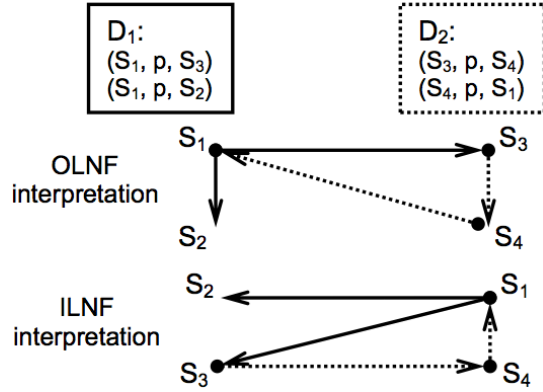 D₁:
(S₁, p, S₃)
(S₁, p, S₂)
D₂:
(S₃, p, S₄)
(S₄, p, S₁)
S₁
S₃
OLNF
interpretation
S₂
S₄
S₂
S₁
ILNF
interpretation
S₃
S₄